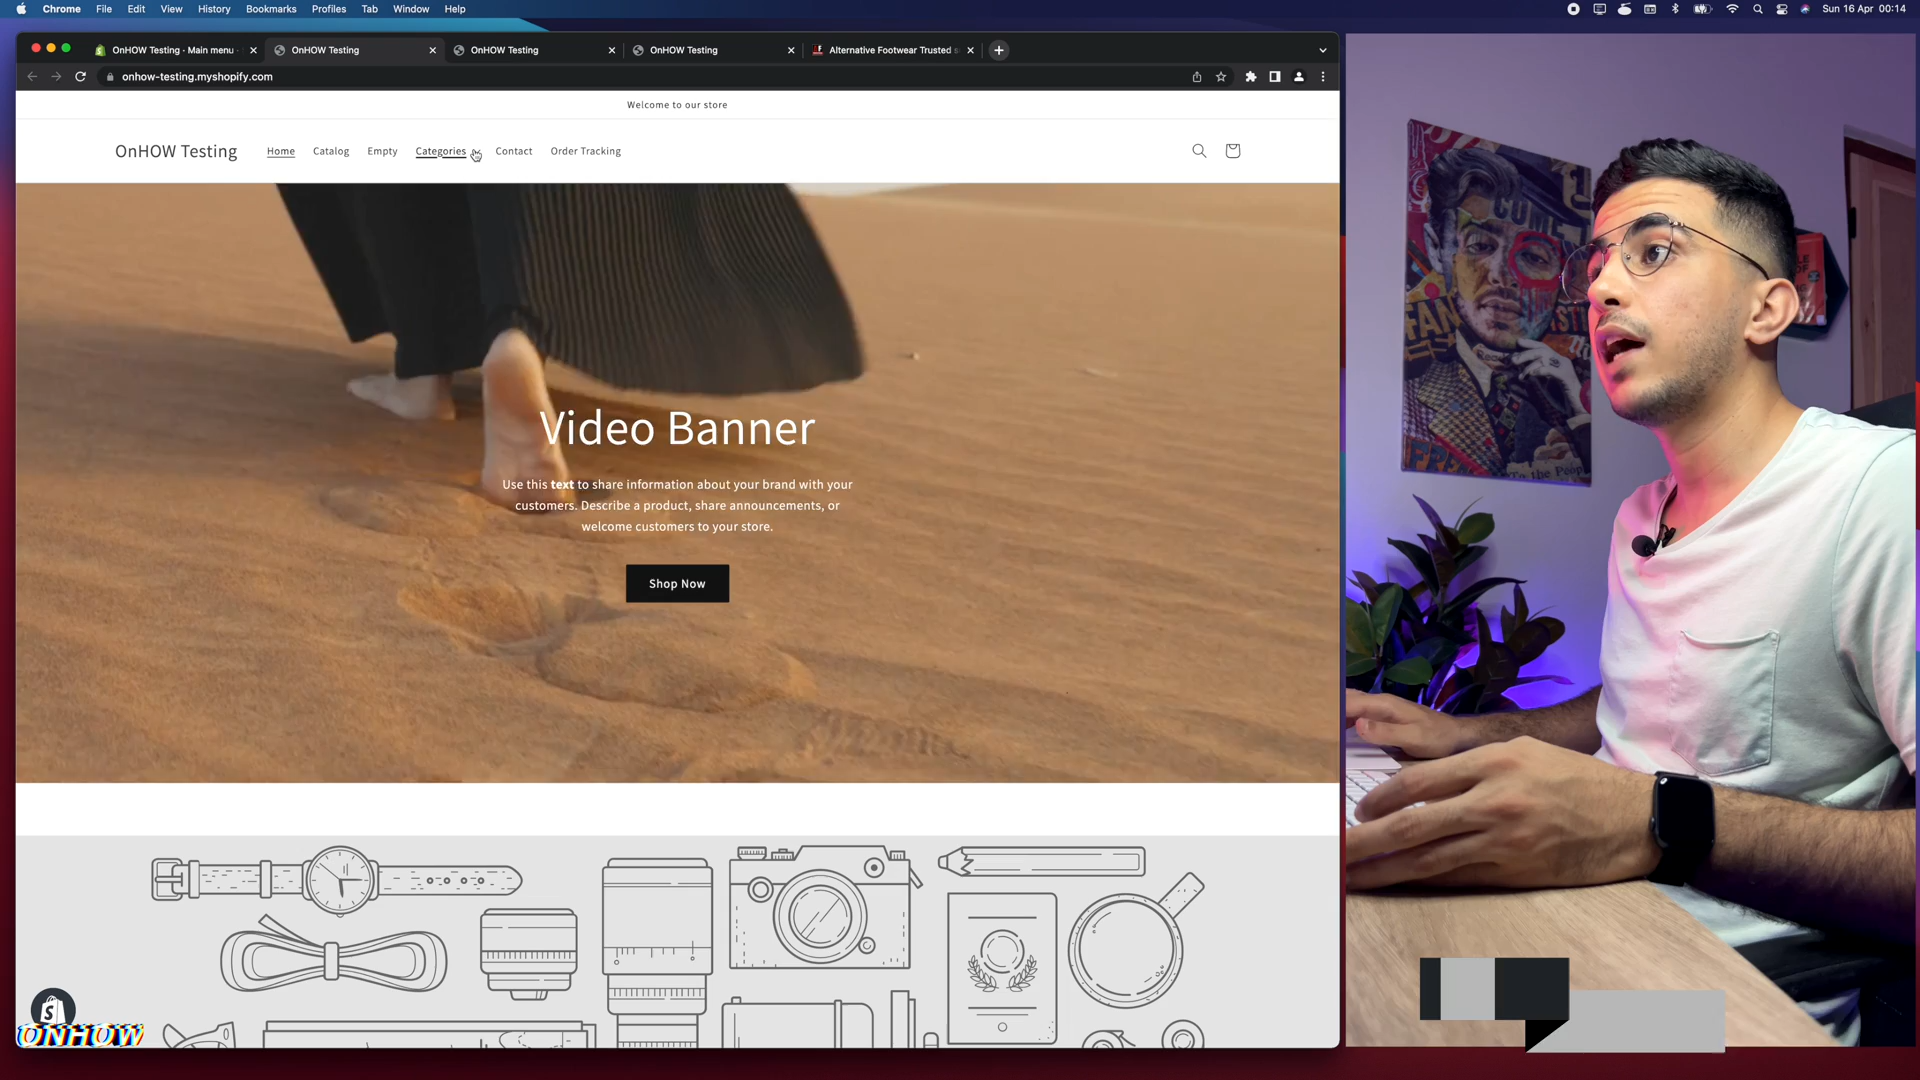 Chrome File Edit View History Bookmarks Profiles Tab Window Help Sun 16 Apr 00:14
OnHOW Testing · Main menu · OnHOW Testing OnHOW Testing OnHOW Testing Alternative Footwear Trusted
onhow-testing.myshopify.com
Welcome to our store
OnHOW Testing Home Catalog Empty Categories Contact Order Tracking
Video Banner
Use this text to share information about your brand with your
customers. Describe a product, share announcements, or
welcome customers to your store.
Shop Now
ONHOW
to the Peop